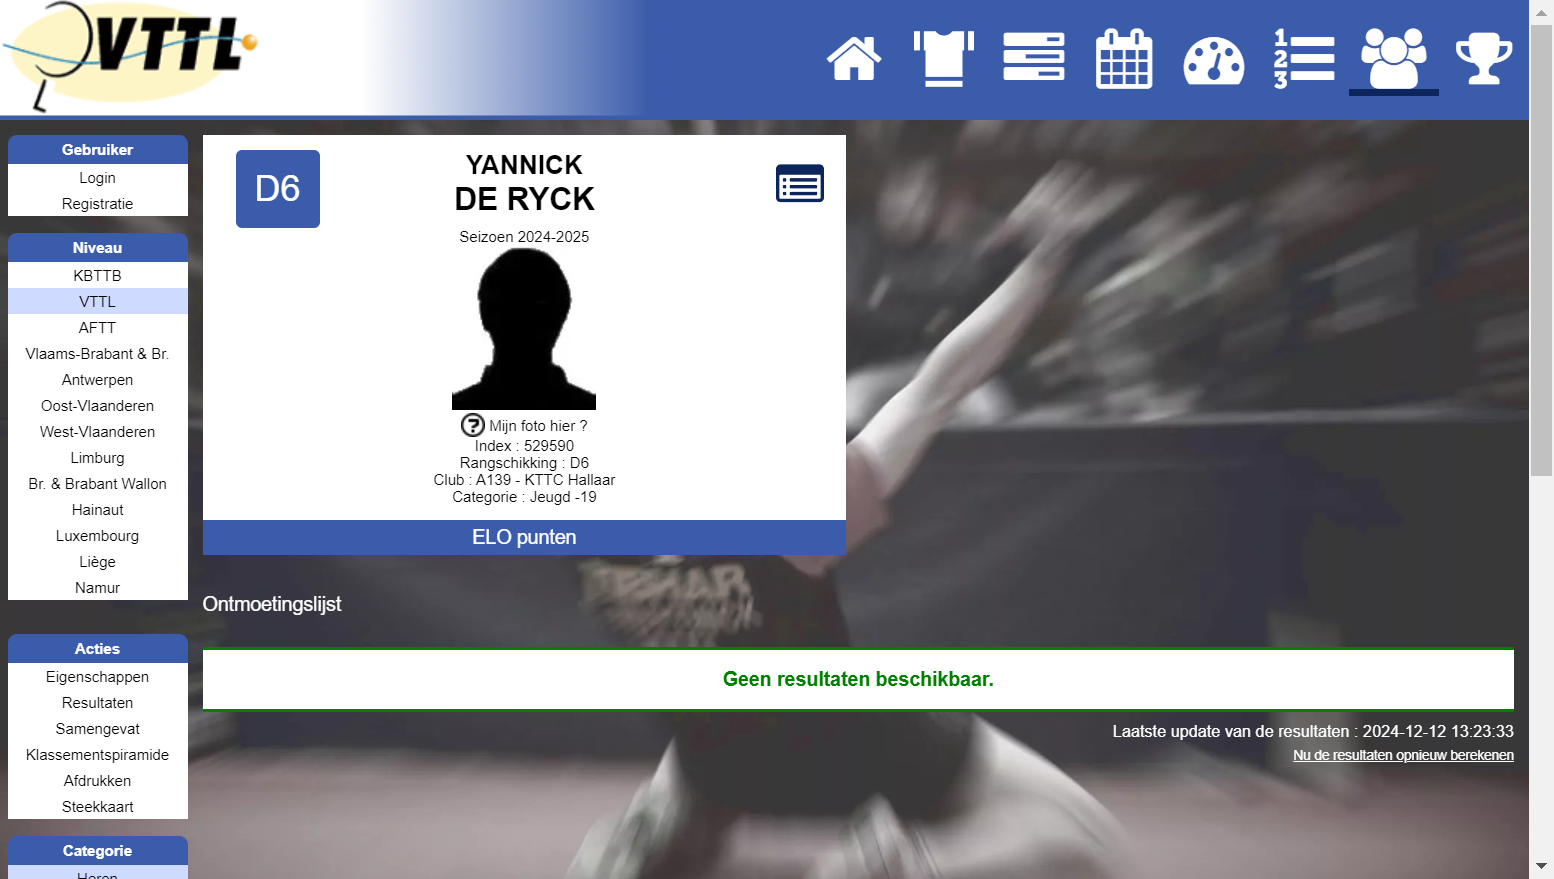 VTTL
1
2
3
Gebruiker
Login
Registratie
Niveau
KBTTB
VTTL
AFTT
Vlaams-Brabant & Br.
Antwerpen
Oost-Vlaanderen
West-Vlaanderen
Limburg
Br. & Brabant Wallon
Hainaut
Luxembourg
Liège
Namur
Acties
Eigenschappen
Resultaten
Samengevat
Klassementspiramide
Afdrukken
Steekkaart
Categorie
Heren
D6
YANNICK
DE RYCK
Seizoen 2024-2025
? Mijn foto hier ?
Index : 529590
Rangschikking : D6
Club : A139 - KTTC Hallaar
Categorie : Jeugd -19
ELO punten
Ontmoetingslijst
Geen resultaten beschikbaar.
Laatste update van de resultaten : 2024-12-12 13:23:33
Nu de resultaten opnieuw berekenen